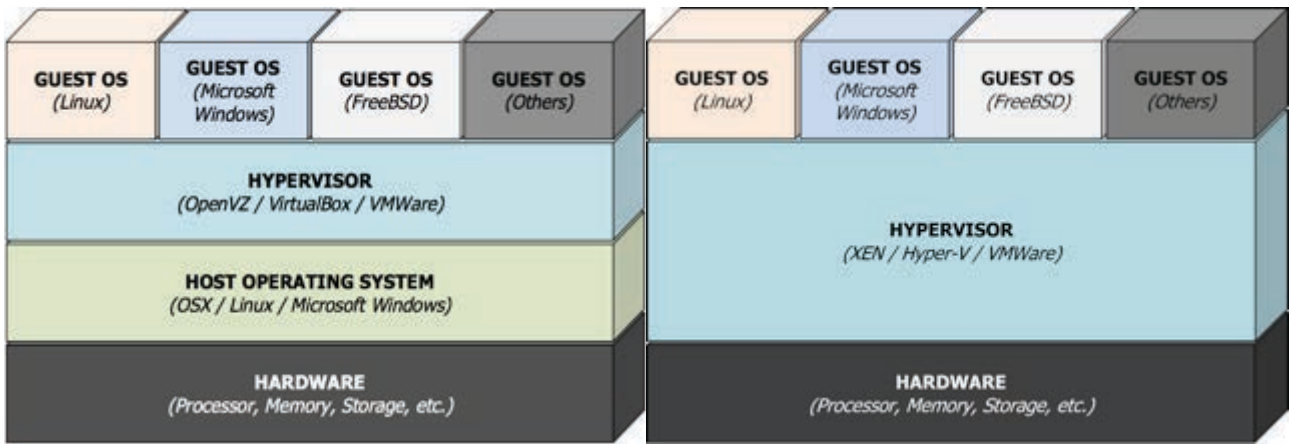 GUEST OS
(Linux)
GUEST OS
(Microsoft
Windows)
GUEST OS
(FreeBSD)
GUEST OS
(Others)
HYPERVISOR
(OpenVZ / VirtualBox / VMWare)
HOST OPERATING SYSTEM
(OSX / Linux / Microsoft Windows)
HARDWARE
(Processor, Memory, Storage, etc.)
GUEST OS
(Linux)
GUEST OS
(Microsoft
Windows)
GUEST OS
(FreeBSD)
GUEST OS
(Others)
HYPERVISOR
(XEN / Hyper-V / VMWare)
HARDWARE
(Processor, Memory, Storage, etc.)